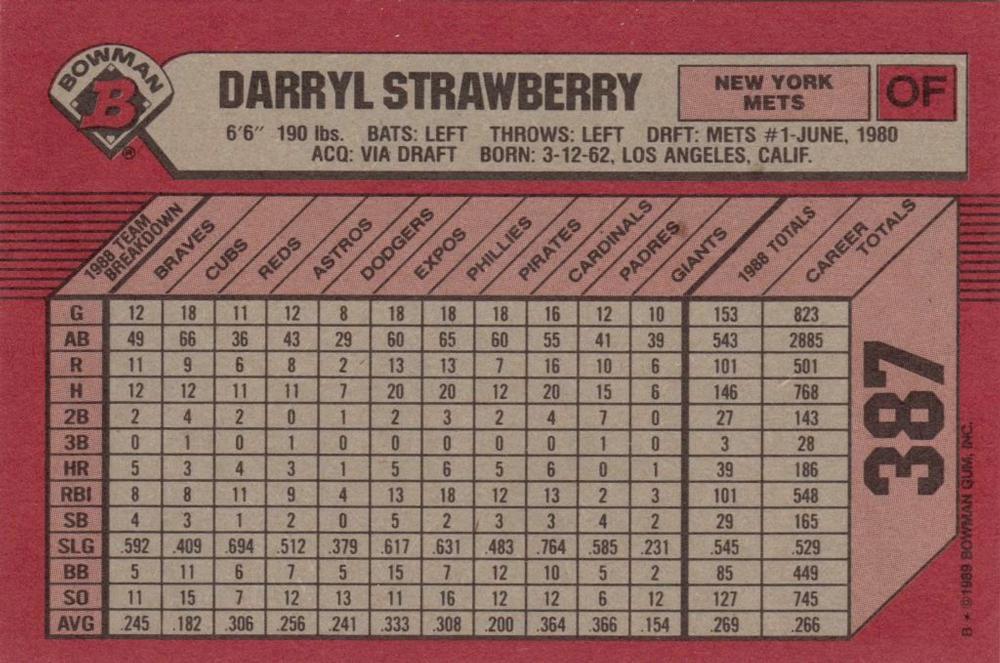 BOWMAN
B
®
DARRYL STRAWBERRY
NEW YORK
METS
OF
6'6" 190 lbs. BATS: LEFT THROWS: LEFT DRFT: METS #1-JUNE, 1980
ACQ: VIA DRAFT BORN: 3-12-62, LOS ANGELES, CALIF.
1988 TEAM BREAKDOWN BRAVES CUBS REDS ASTROS DODGERS EXPOS PHILLIES PIRATES CARDINALS PADRES GIANTS 1988 TOTALS CAREER TOTALS
G 12 18 11 12 8 18 18 18 16 12 10 153 823
AB 49 66 36 43 29 60 65 60 55 41 39 543 2885
R 11 9 6 8 2 13 13 7 16 10 6 101 501
H 12 12 11 11 7 20 20 12 20 15 6 146 768
2B 2 4 2 0 1 2 3 2 4 7 0 27 143
3B 0 1 0 1 0 0 0 0 0 1 0 3 28
HR 5 3 4 3 1 5 6 5 6 0 1 39 186
RBI 8 8 11 9 4 13 18 12 13 2 3 101 548
SB 4 3 1 2 0 5 2 3 3 4 2 29 165
SLG .592 .409 .694 .512 .379 .617 .631 .483 .764 .585 .231 .545 .529
BB 5 11 6 7 5 15 7 12 10 5 2 85 449
SO 11 15 7 12 13 11 16 12 12 6 12 127 745
AVG .245 .182 .306 .256 .241 .333 .308 .200 .364 .366 .154 .269 .266
387
B * © 1989 BOWMAN GUM, INC.